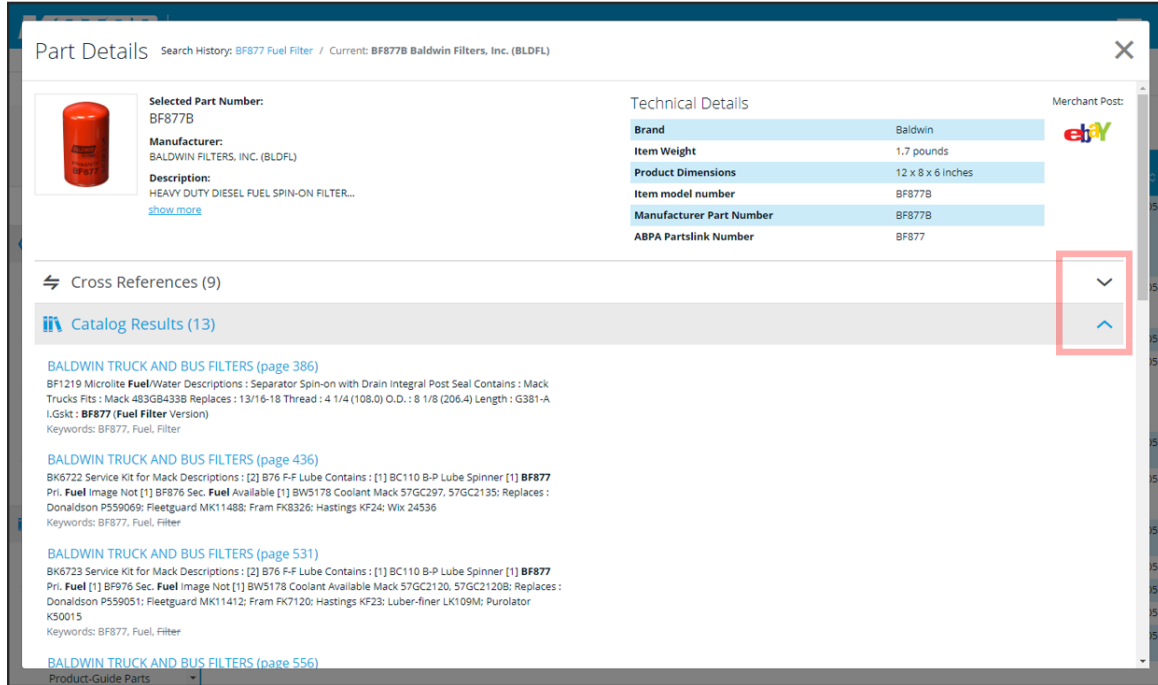 Part Details Search History: BF877 Fuel Filter / Current: BF877B Baldwin Filters, Inc. (BLDFL)
Selected Part Number:
BF877B
Manufacturer:
BALDWIN FILTERS, INC. (BLDFL)
Description:
HEAVY DUTY DIESEL FUEL SPIN-ON FILTER...
show more
Technical Details
Brand Baldwin
Item Weight 1.7 pounds
Product Dimensions 12 x 8 x 6 inches
Item model number BF877B
Manufacturer Part Number BF877B
ABPA Partslink Number BF877
Merchant Post:
ebay
Cross References (9)
Catalog Results (13)
BALDWIN TRUCK AND BUS FILTERS (page 386)
BF1219 Microlite Fuel/Water Descriptions : Separator Spin-on with Drain Integral Post Seal Contains : Mack
Trucks Fits : Mack 483GB433B Replaces : 13/16-18 Thread : 4 1/4 (108.0) O.D. : 8 1/8 (206.4) Length : G381-A
I.Gskt : BF877 (Fuel Filter Version)
Keywords: BF877, Fuel, Filter
BALDWIN TRUCK AND BUS FILTERS (page 436)
BK6722 Service Kit for Mack Descriptions : [2] B76 F-F Lube Contains : [1] BC110 B-P Lube Spinner [1] BF877
Pri. Fuel Image Not [1] BF876 Sec. Fuel Available [1] BW5178 Coolant Mack 57GC297, 57GC2135: Replaces :
Donaldson P559069; Fleetguard MK11488; Fram FK8326; Hastings KF24; Wix 24536
Keywords: BF877, Fuel, Filter
BALDWIN TRUCK AND BUS FILTERS (page 531)
BK6723 Service Kit for Mack Descriptions : [2] B76 F-F Lube Contains : [1] BC110 B-P Lube Spinner [1] BF877
Pri. Fuel [1] BF976 Sec. Fuel Image Not [1] BW5178 Coolant Available Mack 57GC2120, 57GC2120B; Replaces :
Donaldson P559051; Fleetguard MK11412; Fram FK7120; Hastings KF23; Luber-finer LK109M; Purolator
K50015
Keywords: BF877, Fuel, Filter
BALDWIN TRUCK AND BUS FILTERS (page 556)
Product-Guide Parts